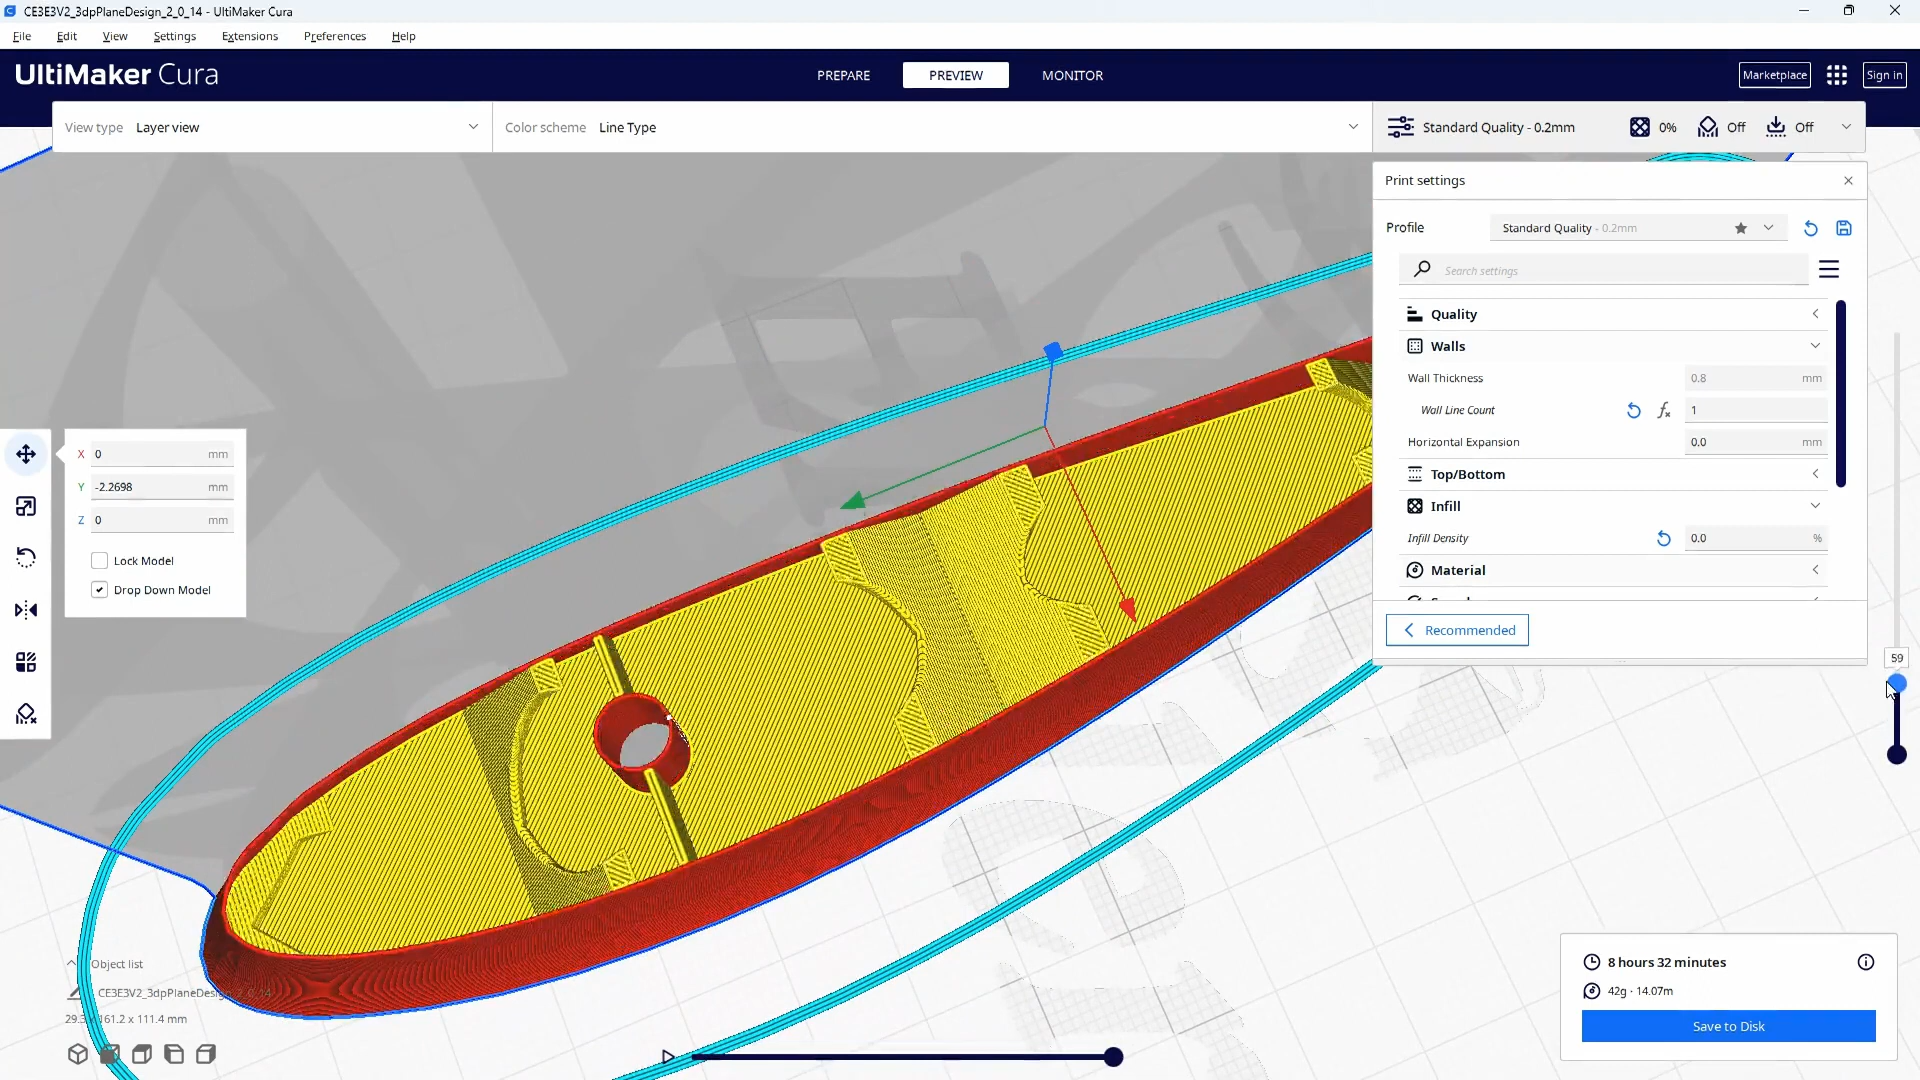 CE3E3V2_3dpPlaneDesign_2_0_14 - UltiMaker Cura
File Edit View Settings Extensions Preferences Help
UltiMaker Cura
PREPARE PREVIEW MONITOR
Marketplace Sign in
View type Layer view
Color scheme Line Type
Standard Quality - 0.2mm 0% Off Off
Print settings
Profile Standard Quality - 0.2mm
Search settings
Quality
Walls
Wall Thickness 0.8 mm
Wall Line Count 1
Horizontal Expansion 0.0 mm
Top/Bottom
Infill
Infill Density 0.0 %
Material
Recommended
X 0 mm
Y -2.2698 mm
Z 0 mm
Lock Model
Drop Down Model
59
Object list
CE3E3V2_3dpPlaneDesign_2_0_14
161.2 x 111.4 mm
8 hours 32 minutes
42g · 14.07m
Save to Disk